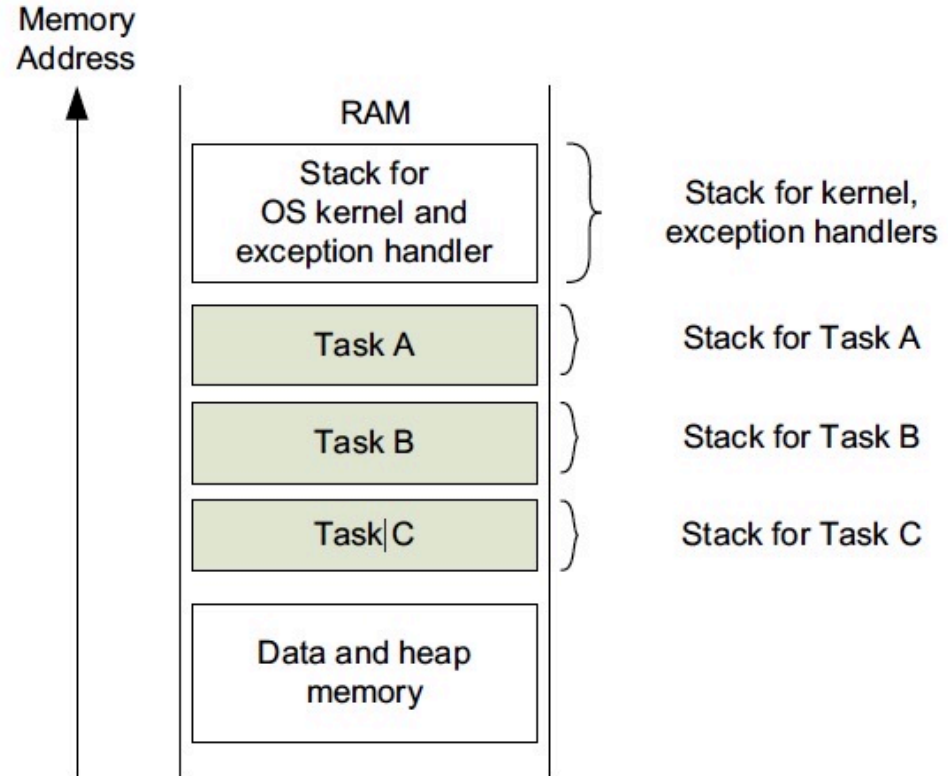 Memory
Address
RAM
Stack for
OS kernel and
exception handler
Stack for kernel,
exception handlers
Task A
Stack for Task A
Task B
Stack for Task B
Task C
Stack for Task C
Data and heap
memory